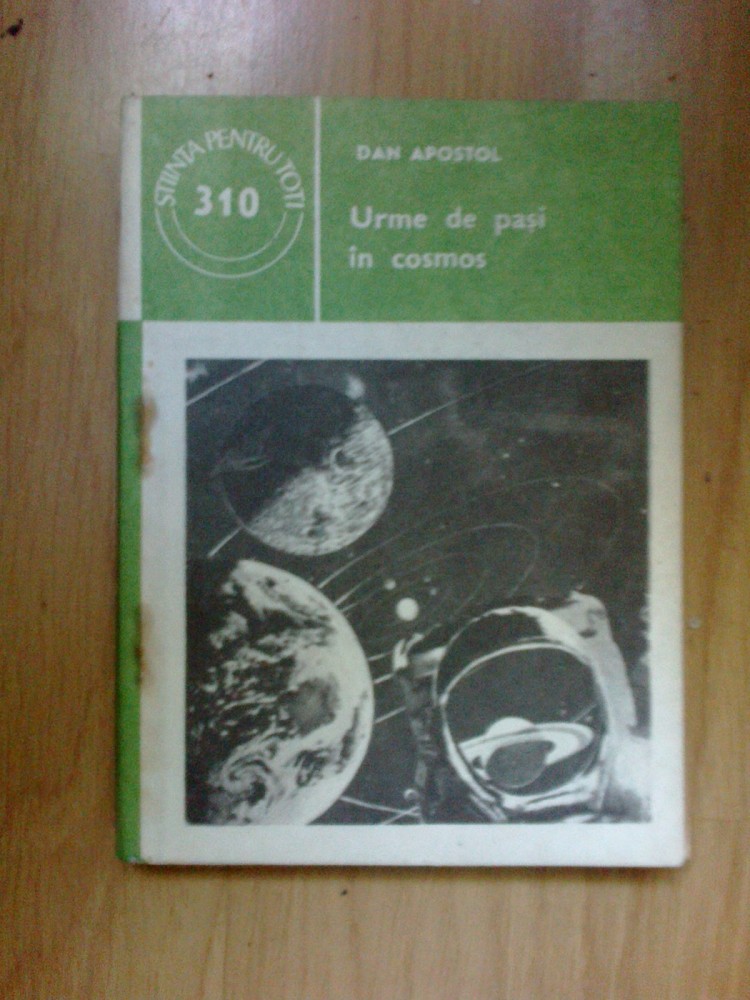 ȘTIINȚA PENTRU TOȚI
310
DAN APOSTOL
Urme de pași
în cosmos